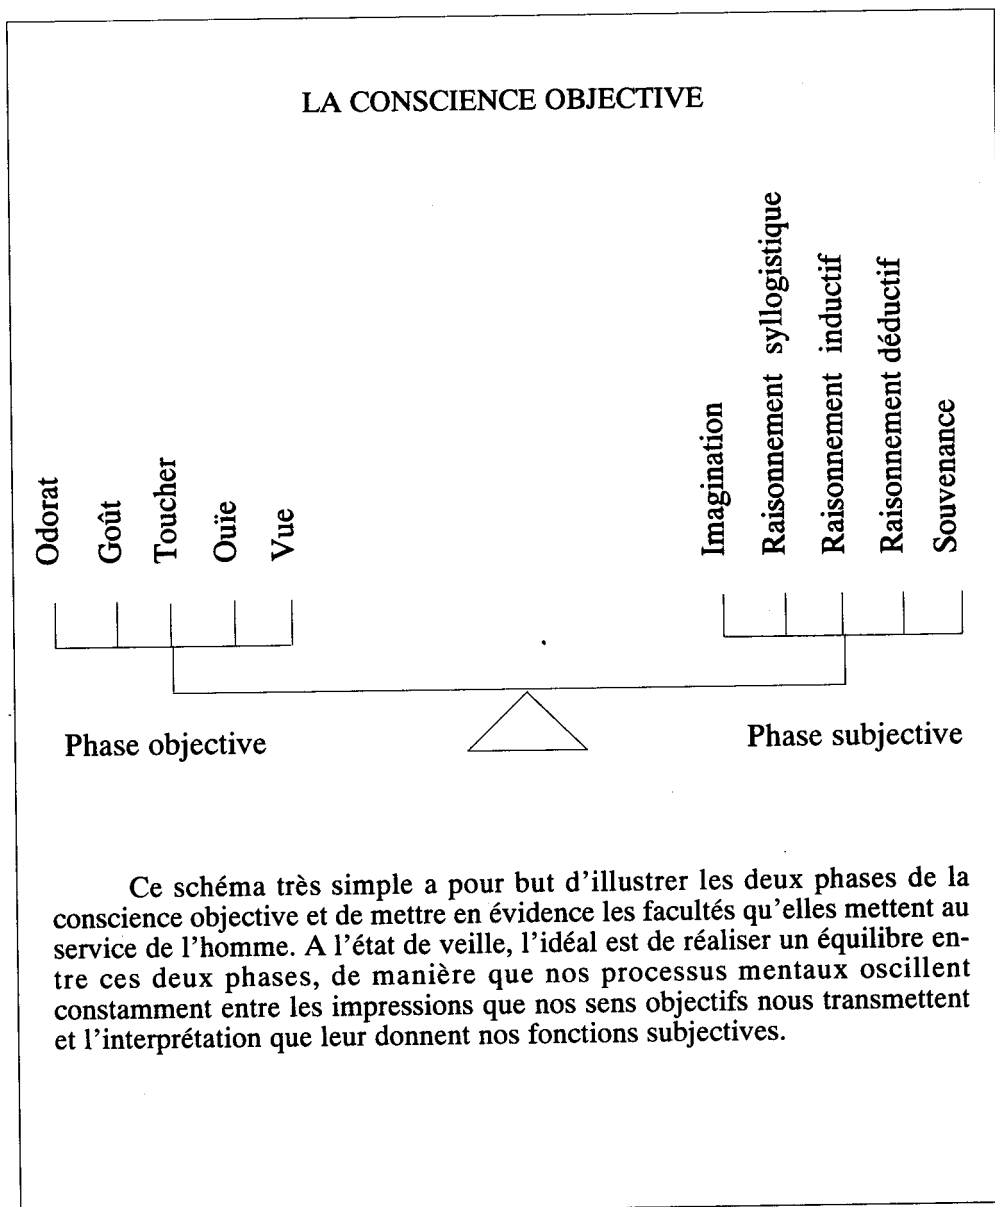 LA CONSCIENCE OBJECTIVE
Odorat
Goût
Toucher
Ouïe
Vue
Imagination
Raisonnement syllogistique
Raisonnement inductif
Raisonnement déductif
Souvenance
Phase objective
Phase subjective
Ce schéma très simple a pour but d'illustrer les deux phases de la
conscience objective et de mettre en évidence les facultés qu'elles mettent au
service de l'homme. A l'état de veille, l'idéal est de réaliser un équilibre en-
tre ces deux phases, de manière que nos processus mentaux oscillent
constamment entre les impressions que nos sens objectifs nous transmettent
et l'interprétation que leur donnent nos fonctions subjectives.